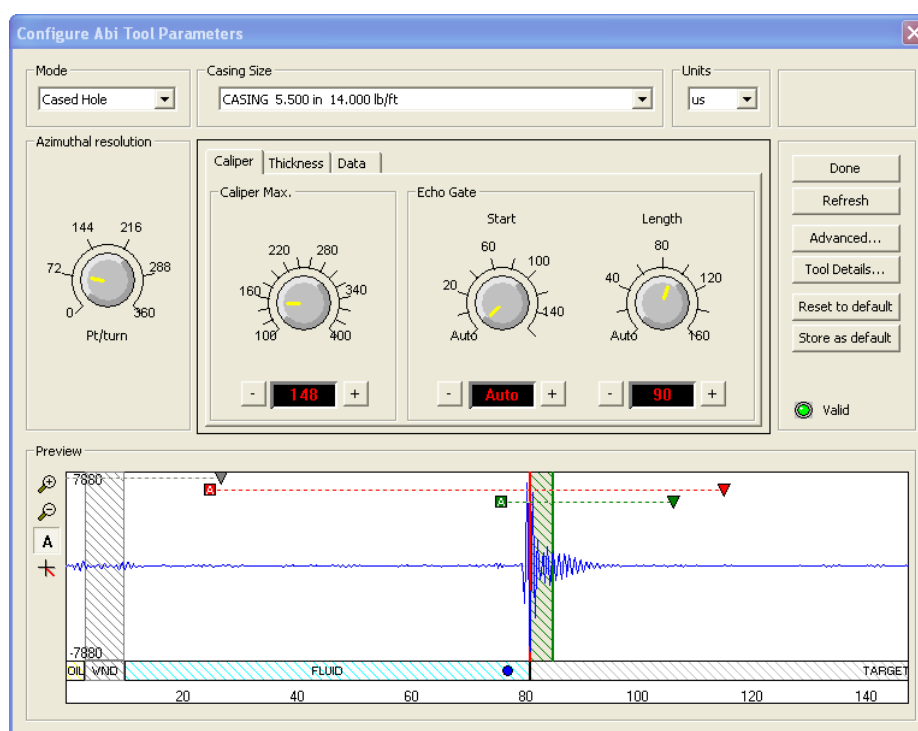 Configure Abi Tool Parameters
Mode
Cased Hole
Casing Size
CASING 5.500 in 14.000 lb/ft
Units
us
Azimuthal resolution
0
72
144
216
288
360
Pt/turn
Caliper
Thickness
Data
Caliper Max.
100
160
220
280
340
400
-
148
+
Echo Gate
Start
Auto
20
60
100
140
-
Auto
+
Length
Auto
40
80
120
160
-
90
+
Done
Refresh
Advanced...
Tool Details...
Reset to default
Store as default
Valid
Preview
A
-7880
A
A
-7880
OIL WND FLUID TARGET
20 40 60 80 100 120 140